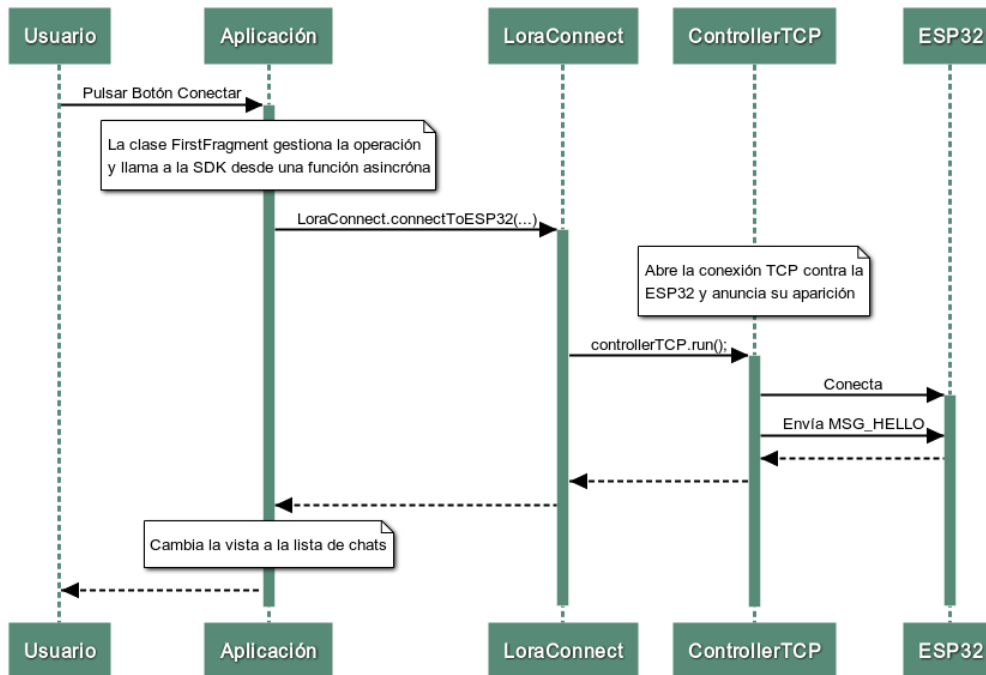 Usuario
Aplicación
LoraConnect
ControllerTCP
ESP32
Pulsar Botón Conectar
La clase FirstFragment gestiona la operación
y llama a la SDK desde una función asincróna
LoraConnect.connectToESP32(...)
Abre la conexión TCP contra la
ESP32 y anuncia su aparición
controllerTCP.run();
Conecta
Envía MSG_HELLO
Cambia la vista a la lista de chats
Usuario
Aplicación
LoraConnect
ControllerTCP
ESP32